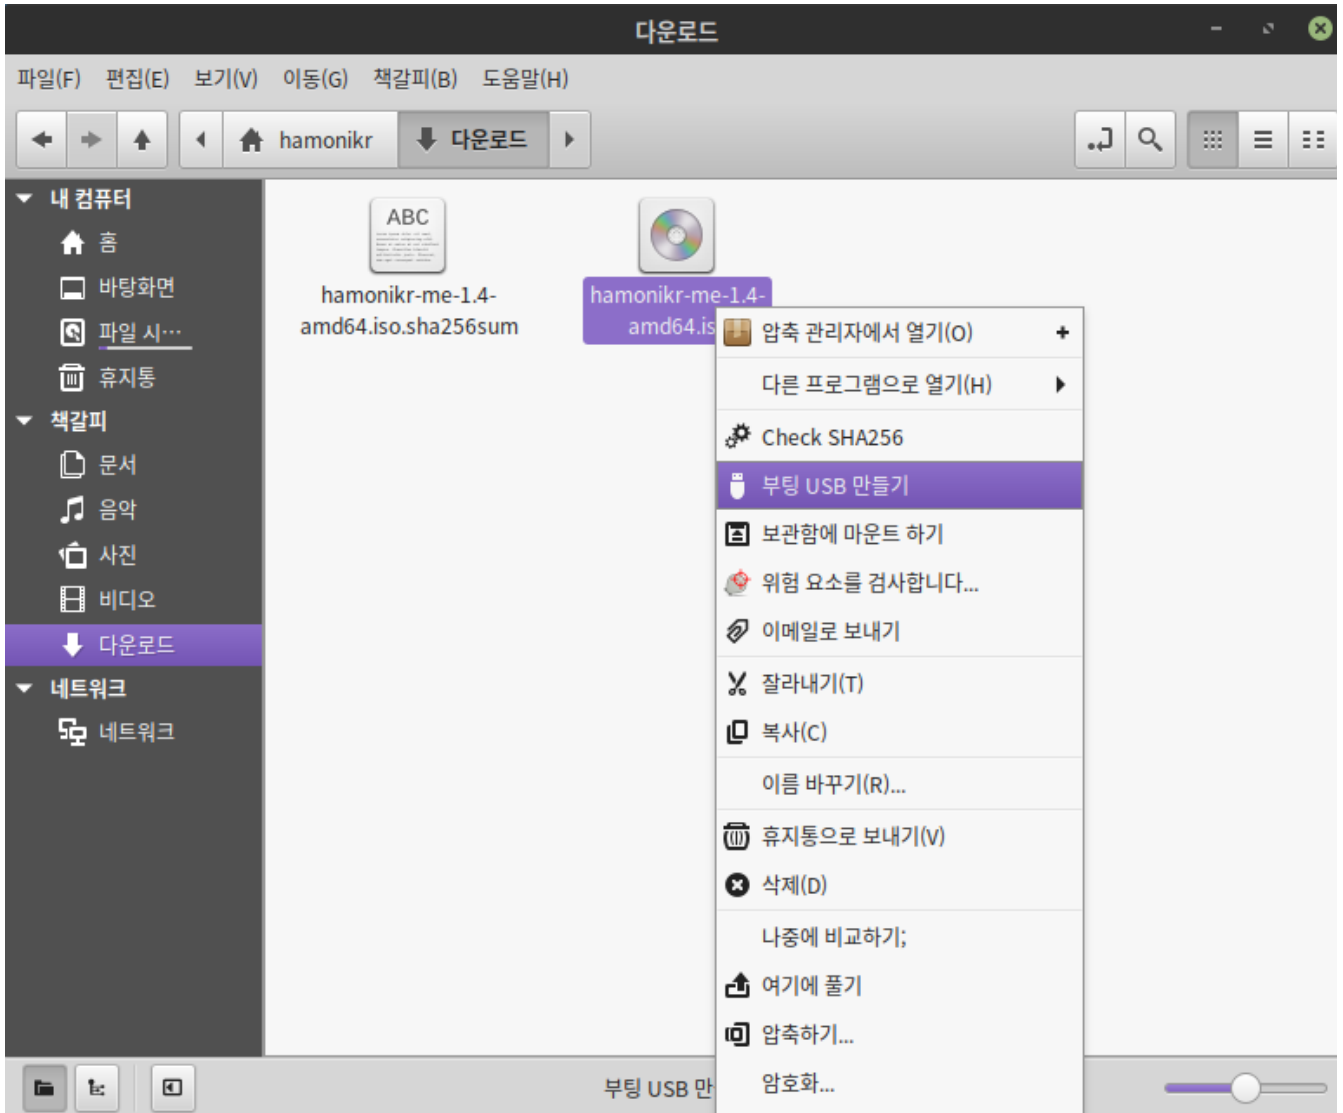 다운로드
파일(F) 편집(E) 보기(V) 이동(G) 책갈피(B) 도움말(H)
hamonikr 다운로드
내 컴퓨터
홈
바탕화면
파일 시…
휴지통
책갈피
문서
음악
사진
비디오
다운로드
네트워크
네트워크
ABC
hamonikr-me-1.4-
amd64.iso.sha256sum
hamonikr-me-1.4-
amd64.is
압축 관리자에서 열기(O)
다른 프로그램으로 열기(H)
Check SHA256
부팅 USB 만들기
보관함에 마운트 하기
위험 요소를 검사합니다...
이메일로 보내기
잘라내기(T)
복사(C)
이름 바꾸기(R)...
휴지통으로 보내기(V)
삭제(D)
나중에 비교하기;
여기에 풀기
압축하기...
암호화...
부팅 USB 만